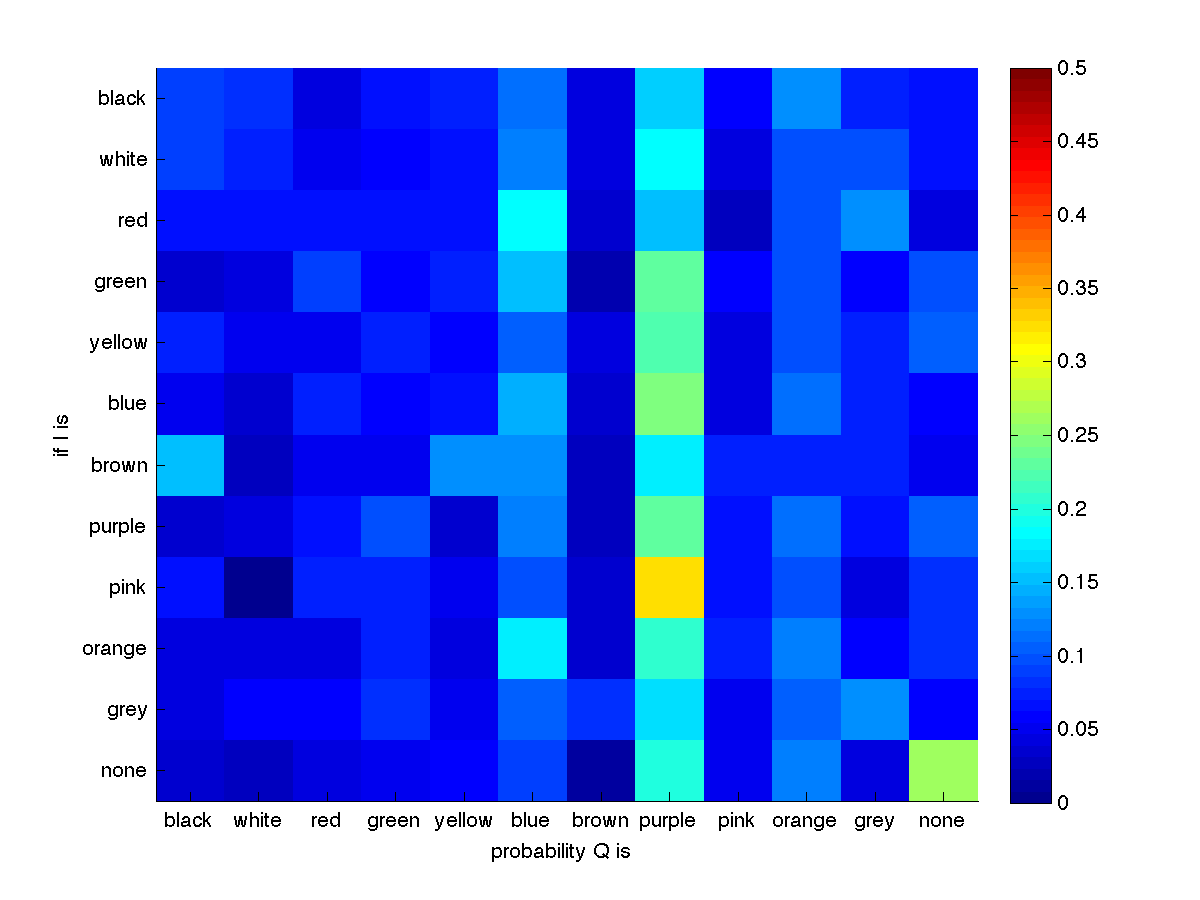 if I is
black
white
red
green
yellow
blue
brown
purple
pink
orange
grey
none
black white red green yellow blue brown purple pink orange grey none
probability Q is
0.5
0.45
0.4
0.35
0.3
0.25
0.2
0.15
0.1
0.05
0